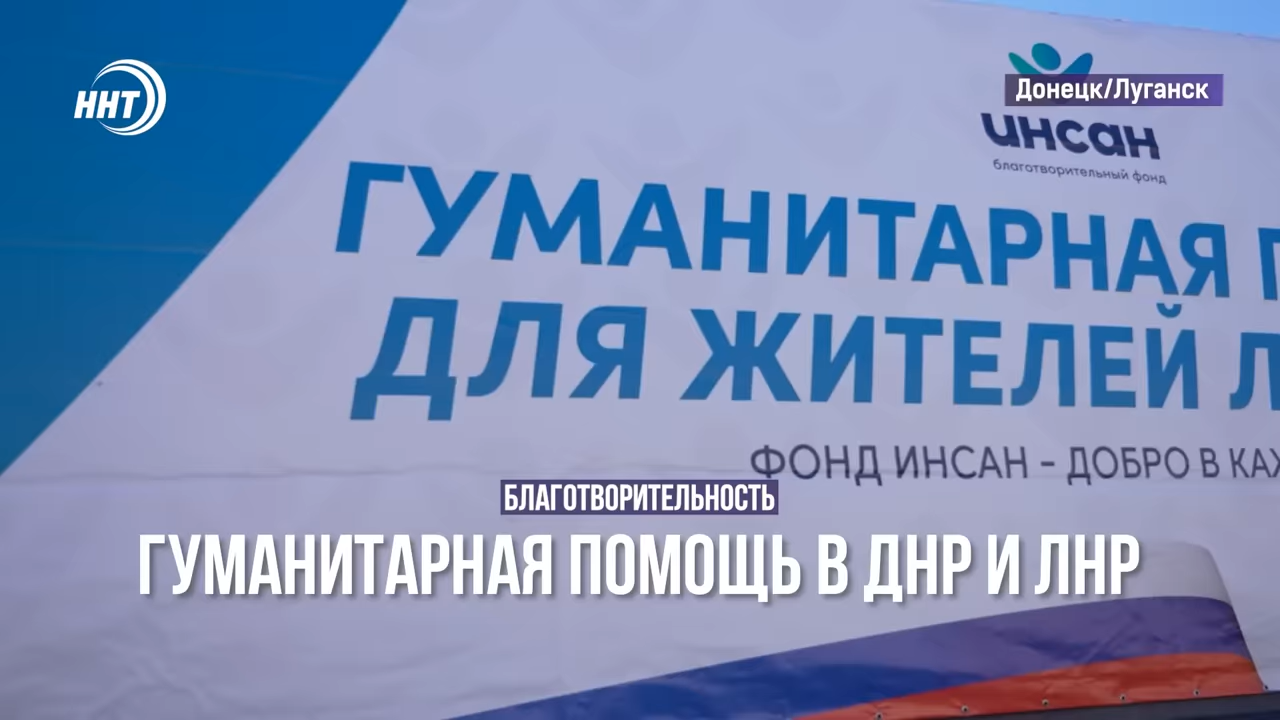 ННТ
Донецк/Луганск
инсан
благотворительный фонд
ГУМАНИТАРНАЯ
ДЛЯ ЖИТЕЛЕЙ
ФОНД ИНСАН - ДОБРО В
БЛАГОТВОРИТЕЛЬНОСТЬ
ГУМАНИТАРНАЯ ПОМОЩЬ В ДНР И ЛНР